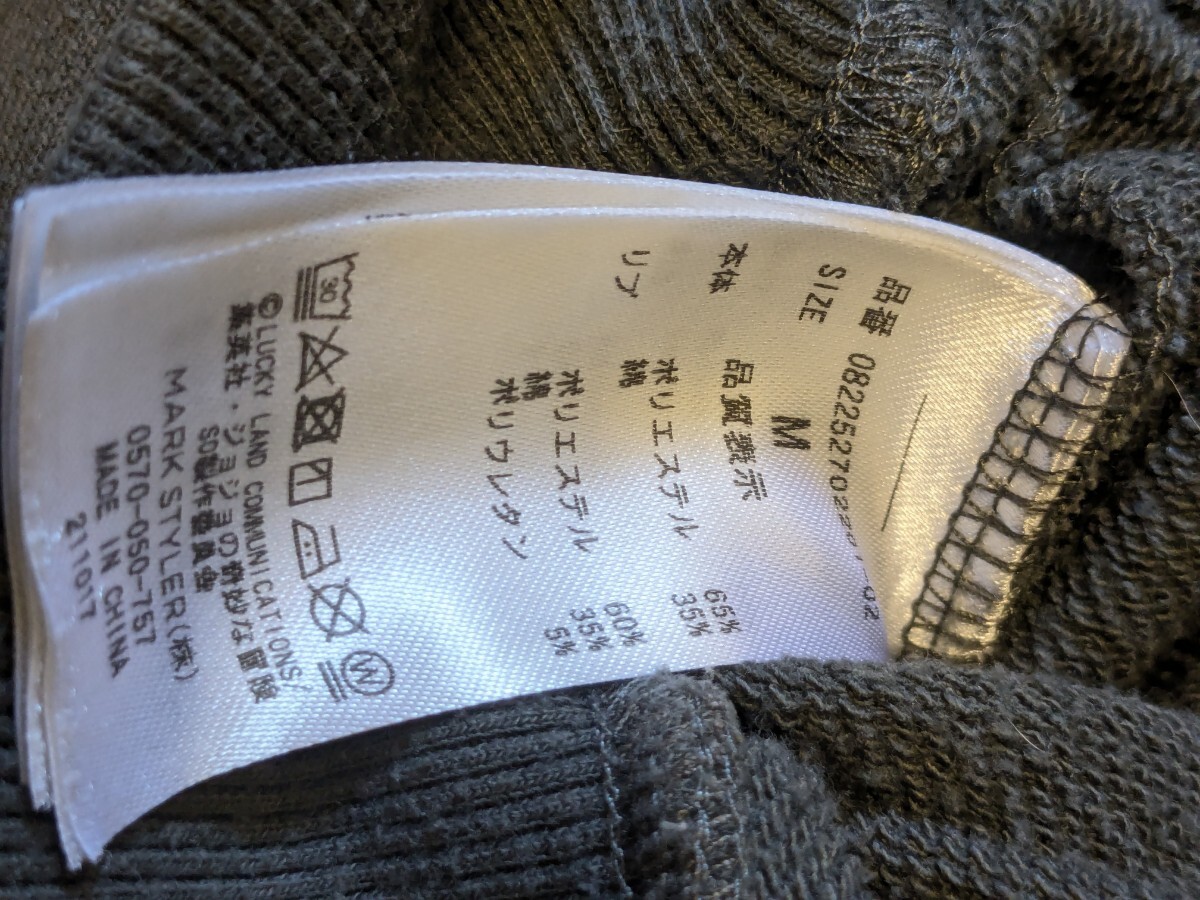 品番 0822527022
SIZE
M
品質表示
本体 ポリエステル 65%
綿 35%
リブ ポリエステル 60%
綿 35%
ポリウレタン 5%
30
W
©LUCKY LAND COMMUNICATIONS/
集英社・ジョジョの奇妙な冒険
SO製作委員会
MARK STYLER(株)
0570-050-757
MADE IN CHINA
211017